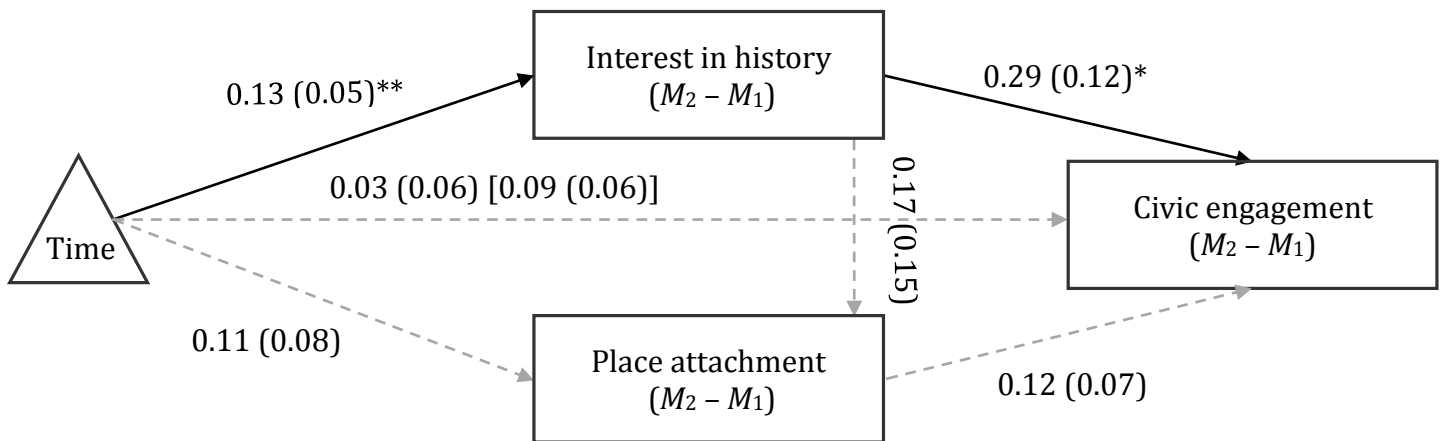 Interest in history
(M2 – M1)
0.13 (0.05)**
0.29 (0.12)*
0.03 (0.06) [0.09 (0.06)]
0.17 (0.15)
Time
Civic engagement
(M2 – M1)
0.11 (0.08)
Place attachment
(M2 – M1)
0.12 (0.07)